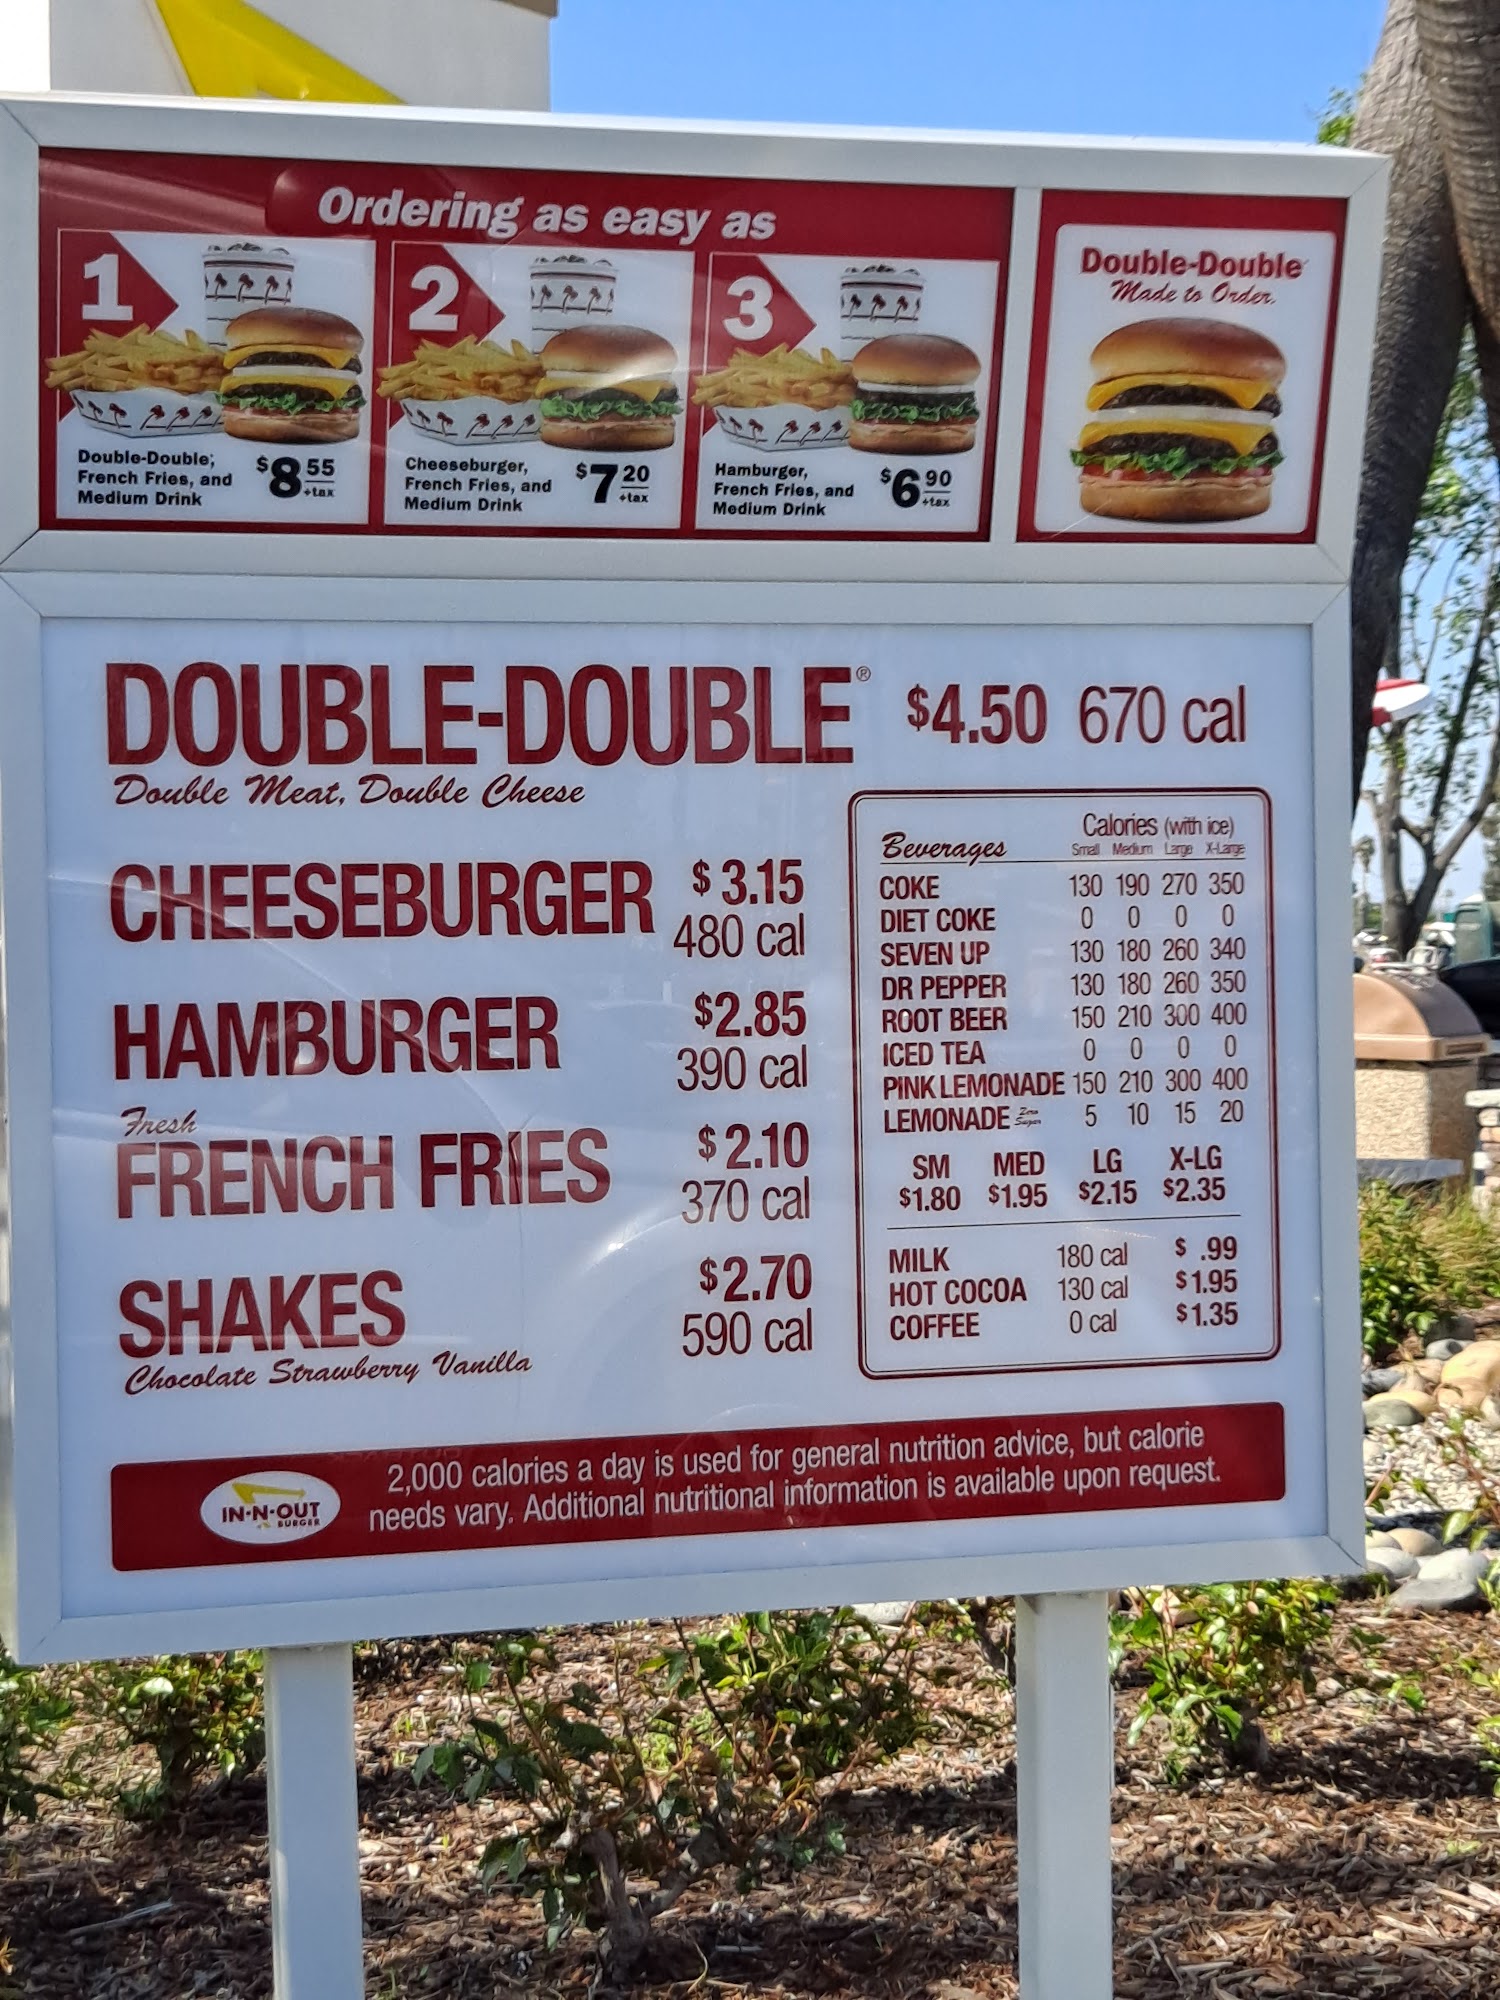 Ordering as easy as
1
Double-Double,
French Fries, and
Medium Drink
$8 55
+tax
2
Cheeseburger,
French Fries, and
Medium Drink
$7 20
+tax
3
Hamburger,
French Fries, and
Medium Drink
$6 90
+tax
Double-Double
Made to Order.
DOUBLE-DOUBLE® $4.50 670 cal
Double Meat, Double Cheese
CHEESEBURGER $3.15
480 cal
HAMBURGER $2.85
390 cal
Fresh
FRENCH FRIES $2.10
370 cal
SHAKES $2.70
590 cal
Chocolate Strawberry Vanilla
Beverages Calories (with ice)
Small Medium Large X-Large
COKE 130 190 270 350
DIET COKE 0 0 0 0
SEVEN UP 130 180 260 340
DR PEPPER 130 180 260 350
ROOT BEER 150 210 300 400
ICED TEA 0 0 0 0
PINK LEMONADE 150 210 300 400
LEMONADE Zero Sugar 5 10 15 20
SM MED LG X-LG
$1.80 $1.95 $2.15 $2.35
MILK 180 cal $ .99
HOT COCOA 130 cal $1.95
COFFEE 0 cal $1.35
IN-N-OUT
BURGER
2,000 calories a day is used for general nutrition advice, but calorie
needs vary. Additional nutritional information is available upon request.